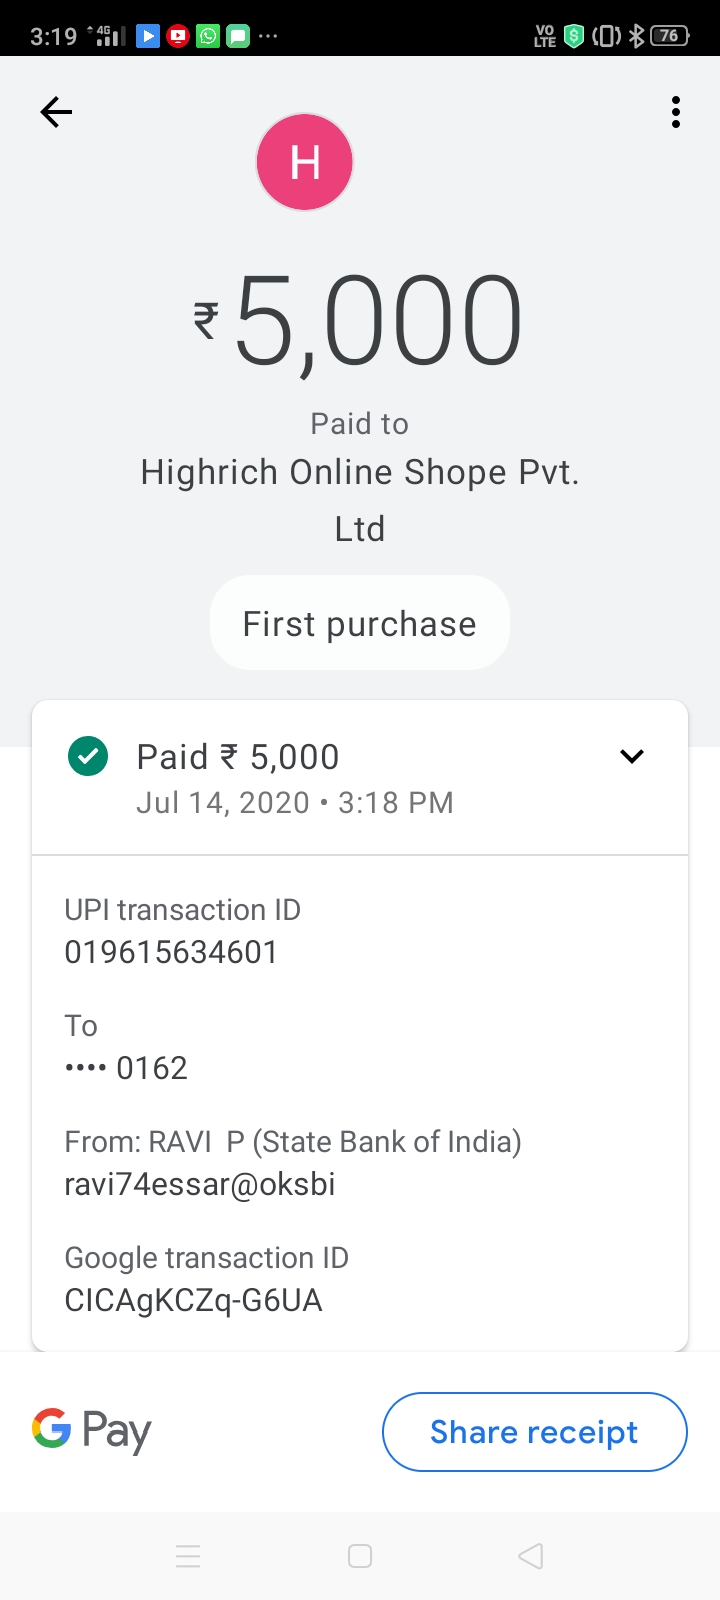 3:19 4G VO LTE 76
H
₹5,000
Paid to
Highrich Online Shope Pvt.
Ltd
First purchase
Paid ₹ 5,000
Jul 14, 2020 • 3:18 PM
UPI transaction ID
019615634601
To
•••• 0162
From: RAVI  P (State Bank of India)
ravi74essar@oksbi
Google transaction ID
CICAgKCZq-G6UA
G Pay
Share receipt